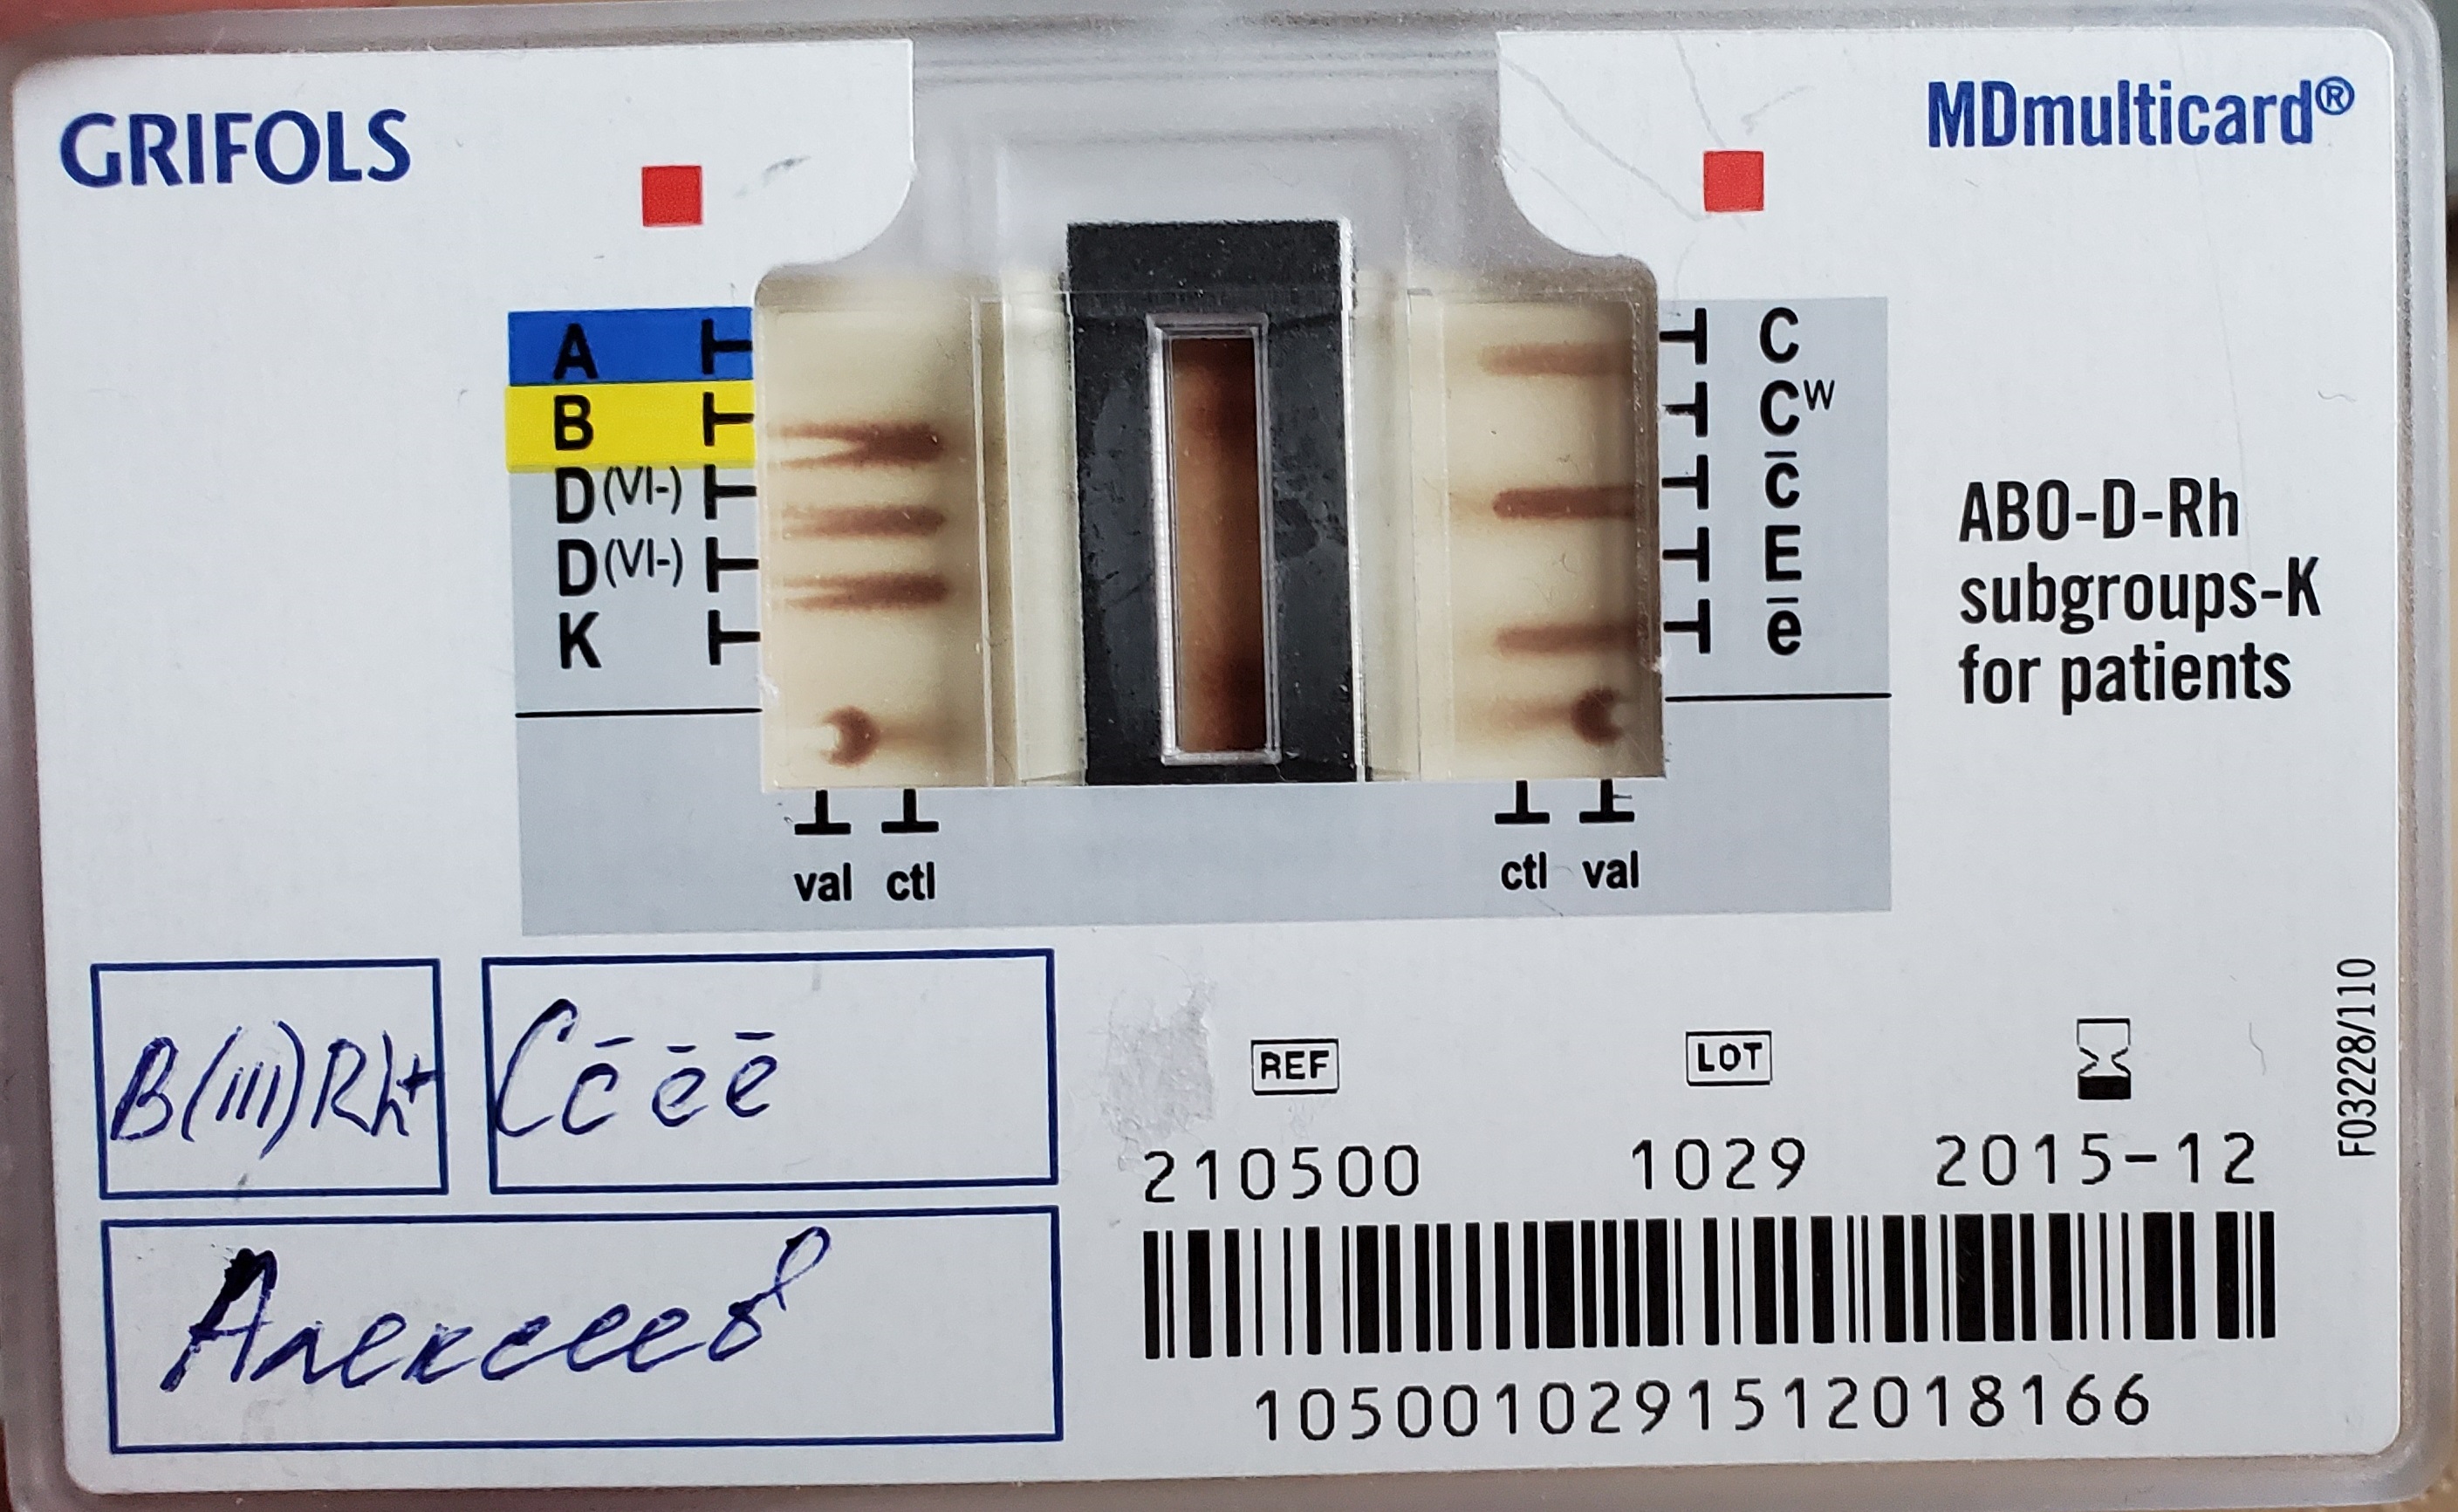 GRIFOLS
MDmulticard®
A
B
D(VI-)
D(VI-)
K
C
Cw
c̄
E
ē
val ctl
ctl val
ABO-D-Rh
subgroups-K
for patients
B(III)Rh+
Cc̄ēē
Алексеев
REF
LOT
210500
1029
2015-12
F03228/110
1050010291512018166